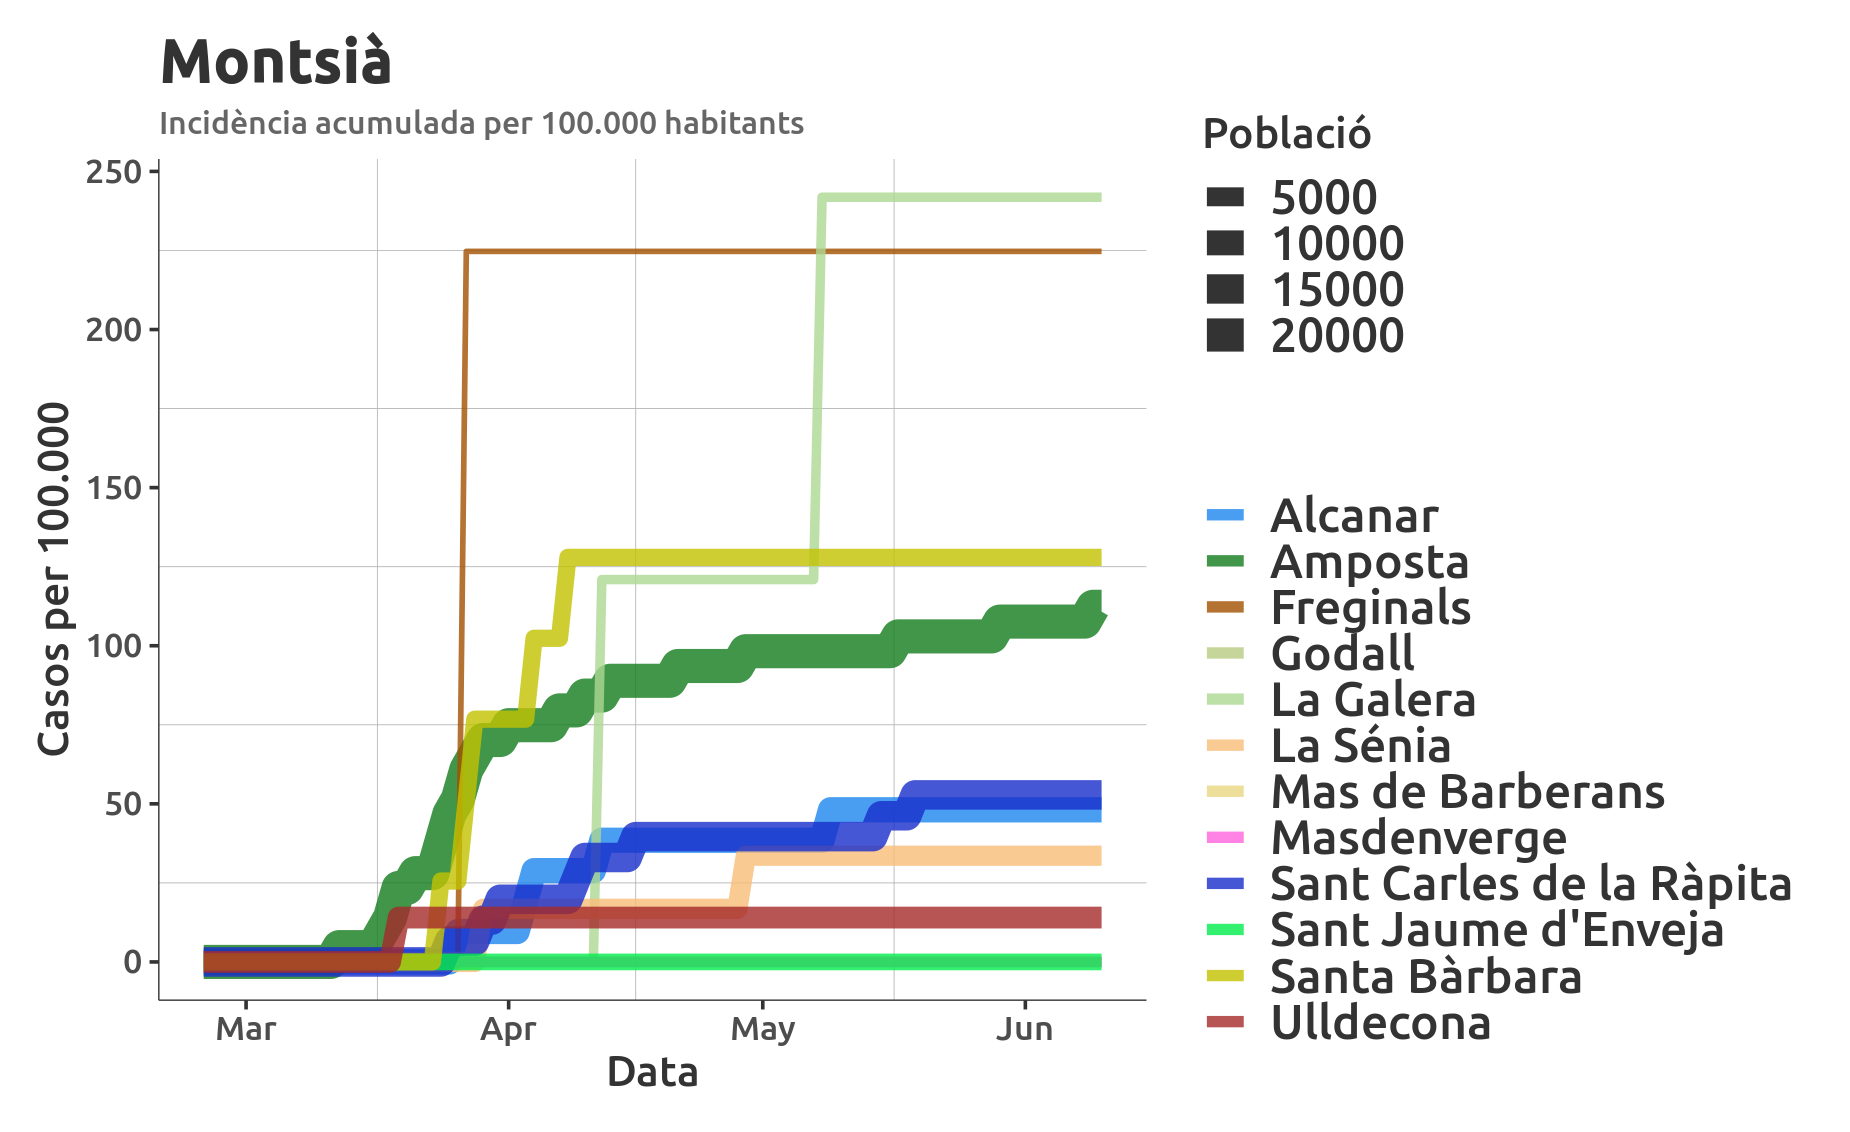 Montsià
Incidència acumulada per 100.000 habitants
250
200
150
100
50
0
Casos per 100.000
Mar
Apr
May
Jun
Data
Població
5000
10000
15000
20000
Alcanar
Amposta
Freginals
Godall
La Galera
La Sénia
Mas de Barberans
Masdenverge
Sant Carles de la Ràpita
Sant Jaume d'Enveja
Santa Bàrbara
Ulldecona